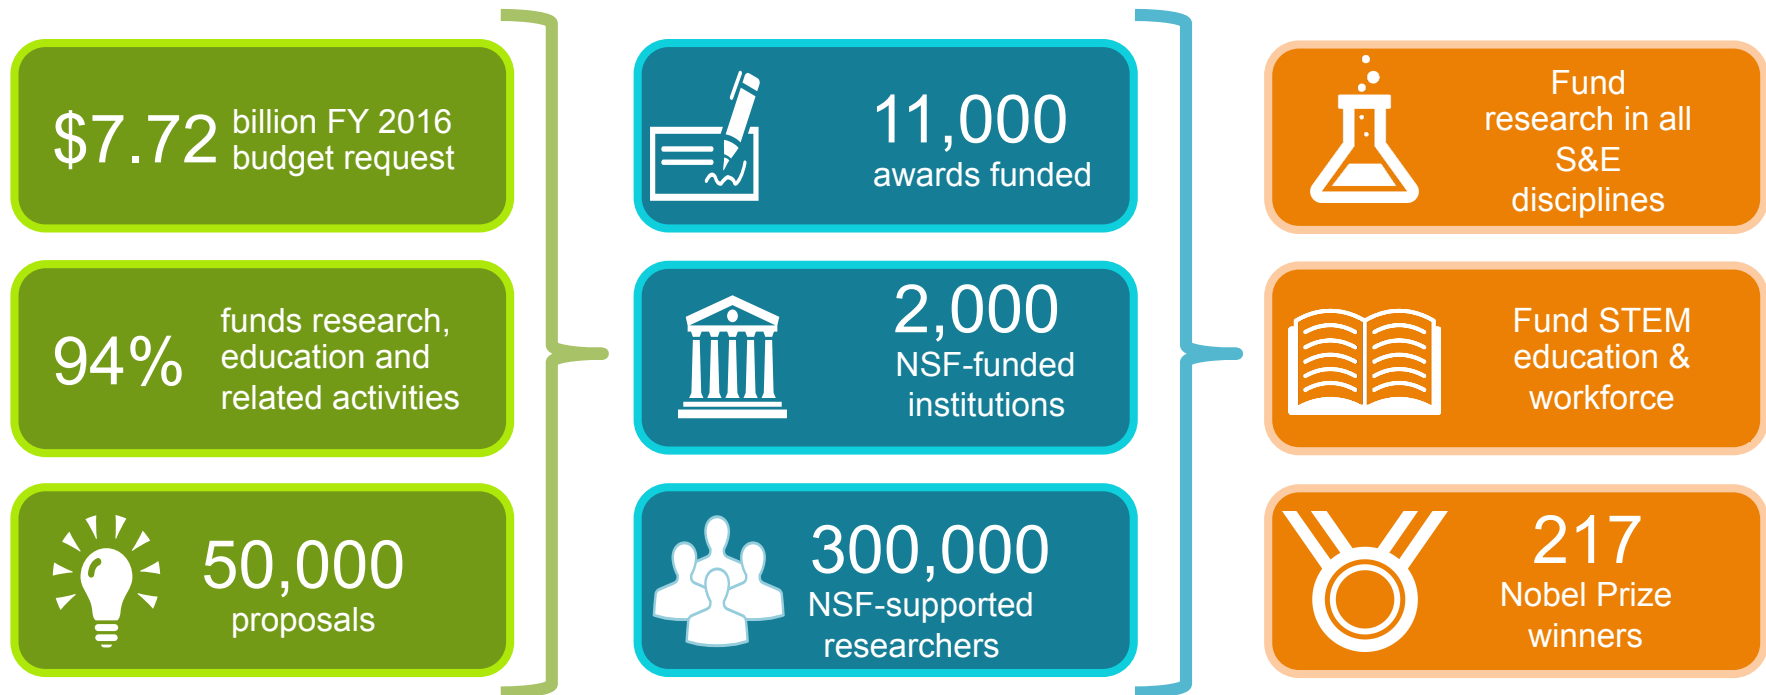 $7.72 billion FY 2016
budget request
94%
funds research,
education and
related activities
50,000
proposals
11,000
awards funded
2,000
NSF-funded
institutions
300,000
NSF-supported
researchers
Fund
research in all
S&E
disciplines
Fund STEM
education &
workforce
217
Nobel Prize
winners